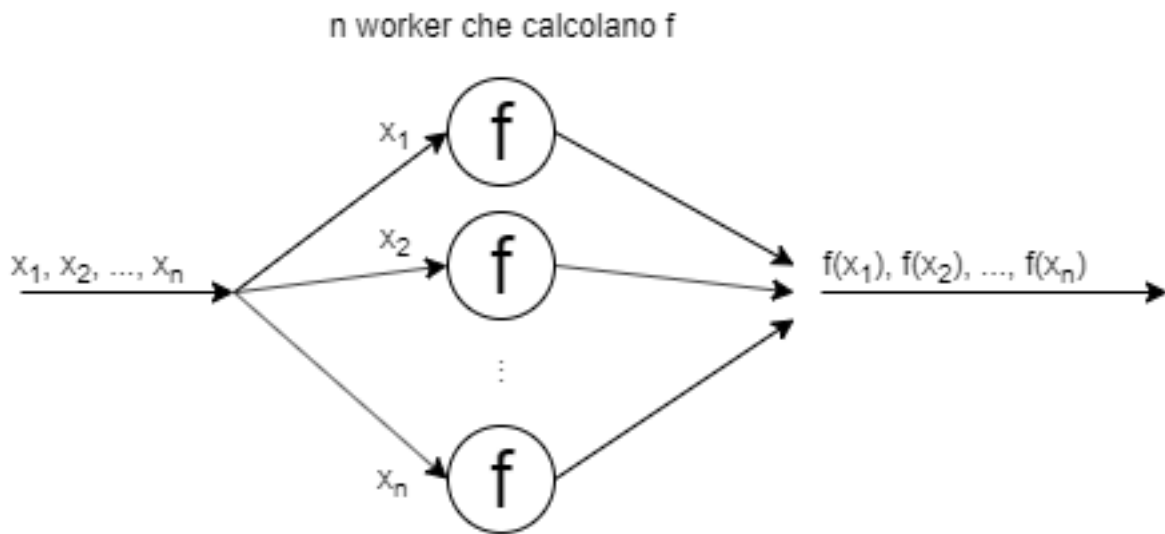 n worker che calcolano f
x₁
f
x₂
f
x₁, x₂, ..., xₙ
f(x₁), f(x₂), ..., f(xₙ)
...
xₙ
f